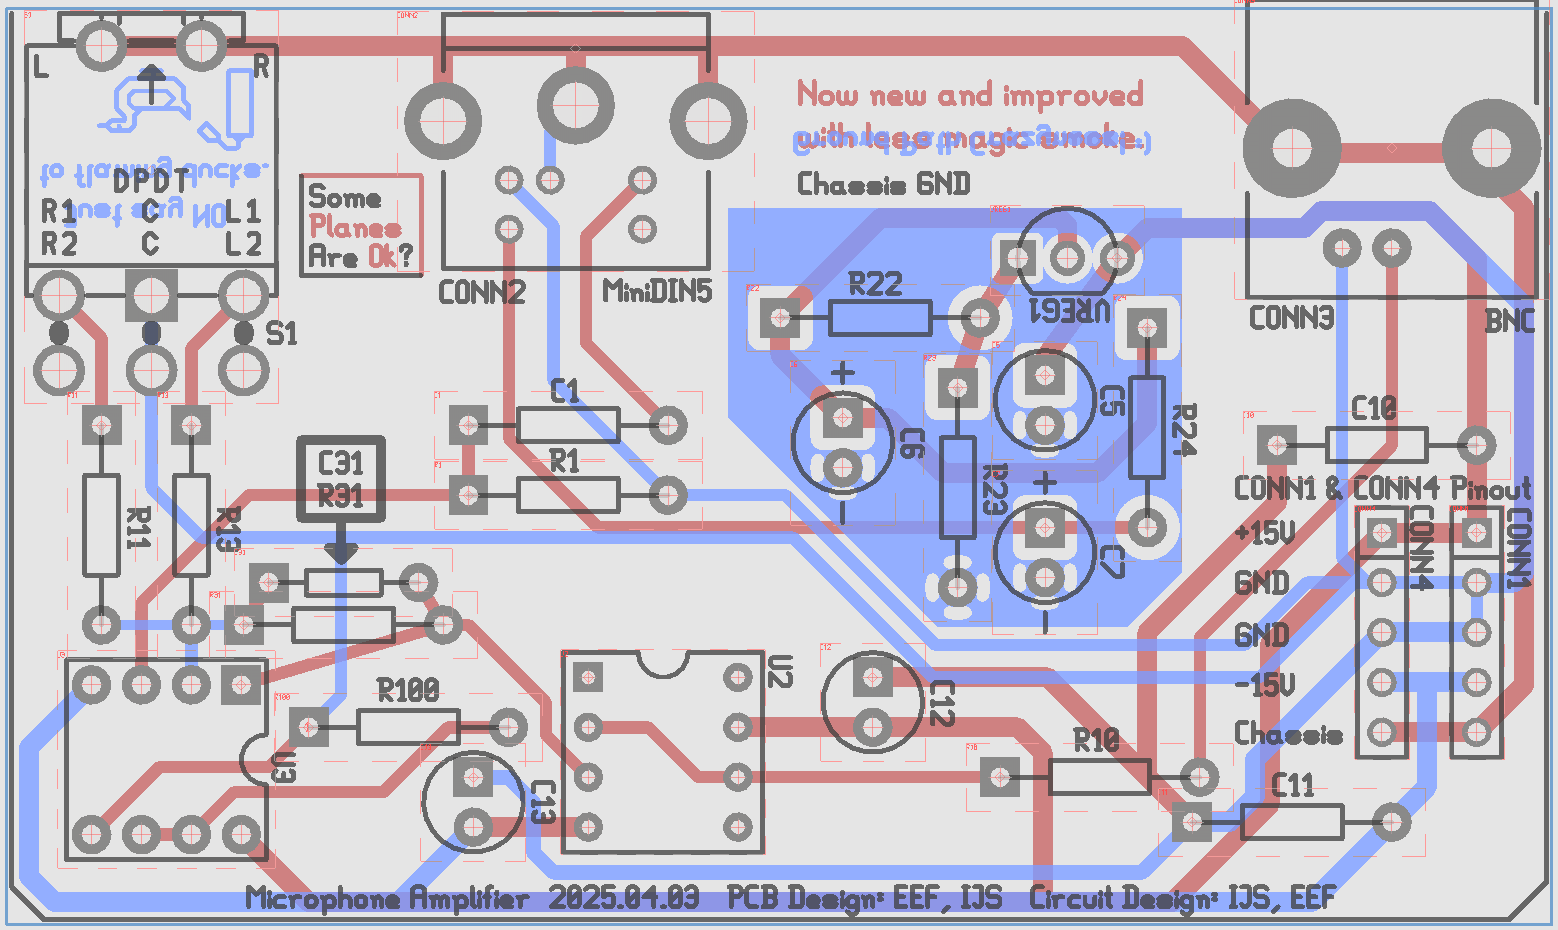 L
R
Now new and improved
with less magic smoke.
Chassis GND
to flaming ducks.
Just say NO
DPDT
R1 C L1
R2 C L2
Some
Planes
Are Ok?
CONN2
MiniDIN5
R22
VREG1
CONN3
BNC
S1
C1
C5
C6
R24
C10
C31
R31
R1
R23
CONN1 & CONN4 Pinout
R11
R13
C7
+15V
CONN4
CONN1
GND
GND
-15V
Chassis
U2
C12
R100
R10
U3
C13
C11
Microphone Amplifier 2025.04.03 PCB Design: EEF, IJS Circuit Design: IJS, EEF